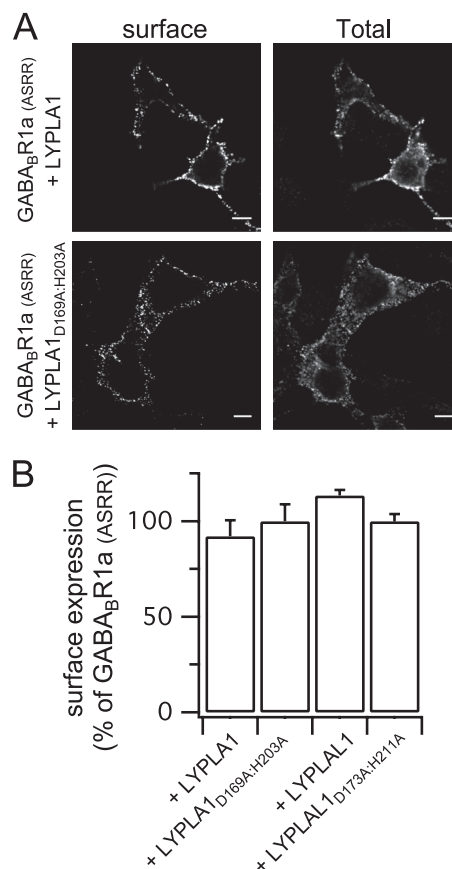 A
surface Total
GABABR1a (ASRR)
+ LYPLA1
GABABR1a (ASRR)
+ LYPLA1D169A:H203A
B
surface expression
(% of GABABR1a (ASRR))
100
50
0
+ LYPLA1
+ LYPLA1D169A:H203A
+ LYPLAL1
+ LYPLAL1D173A:H211A